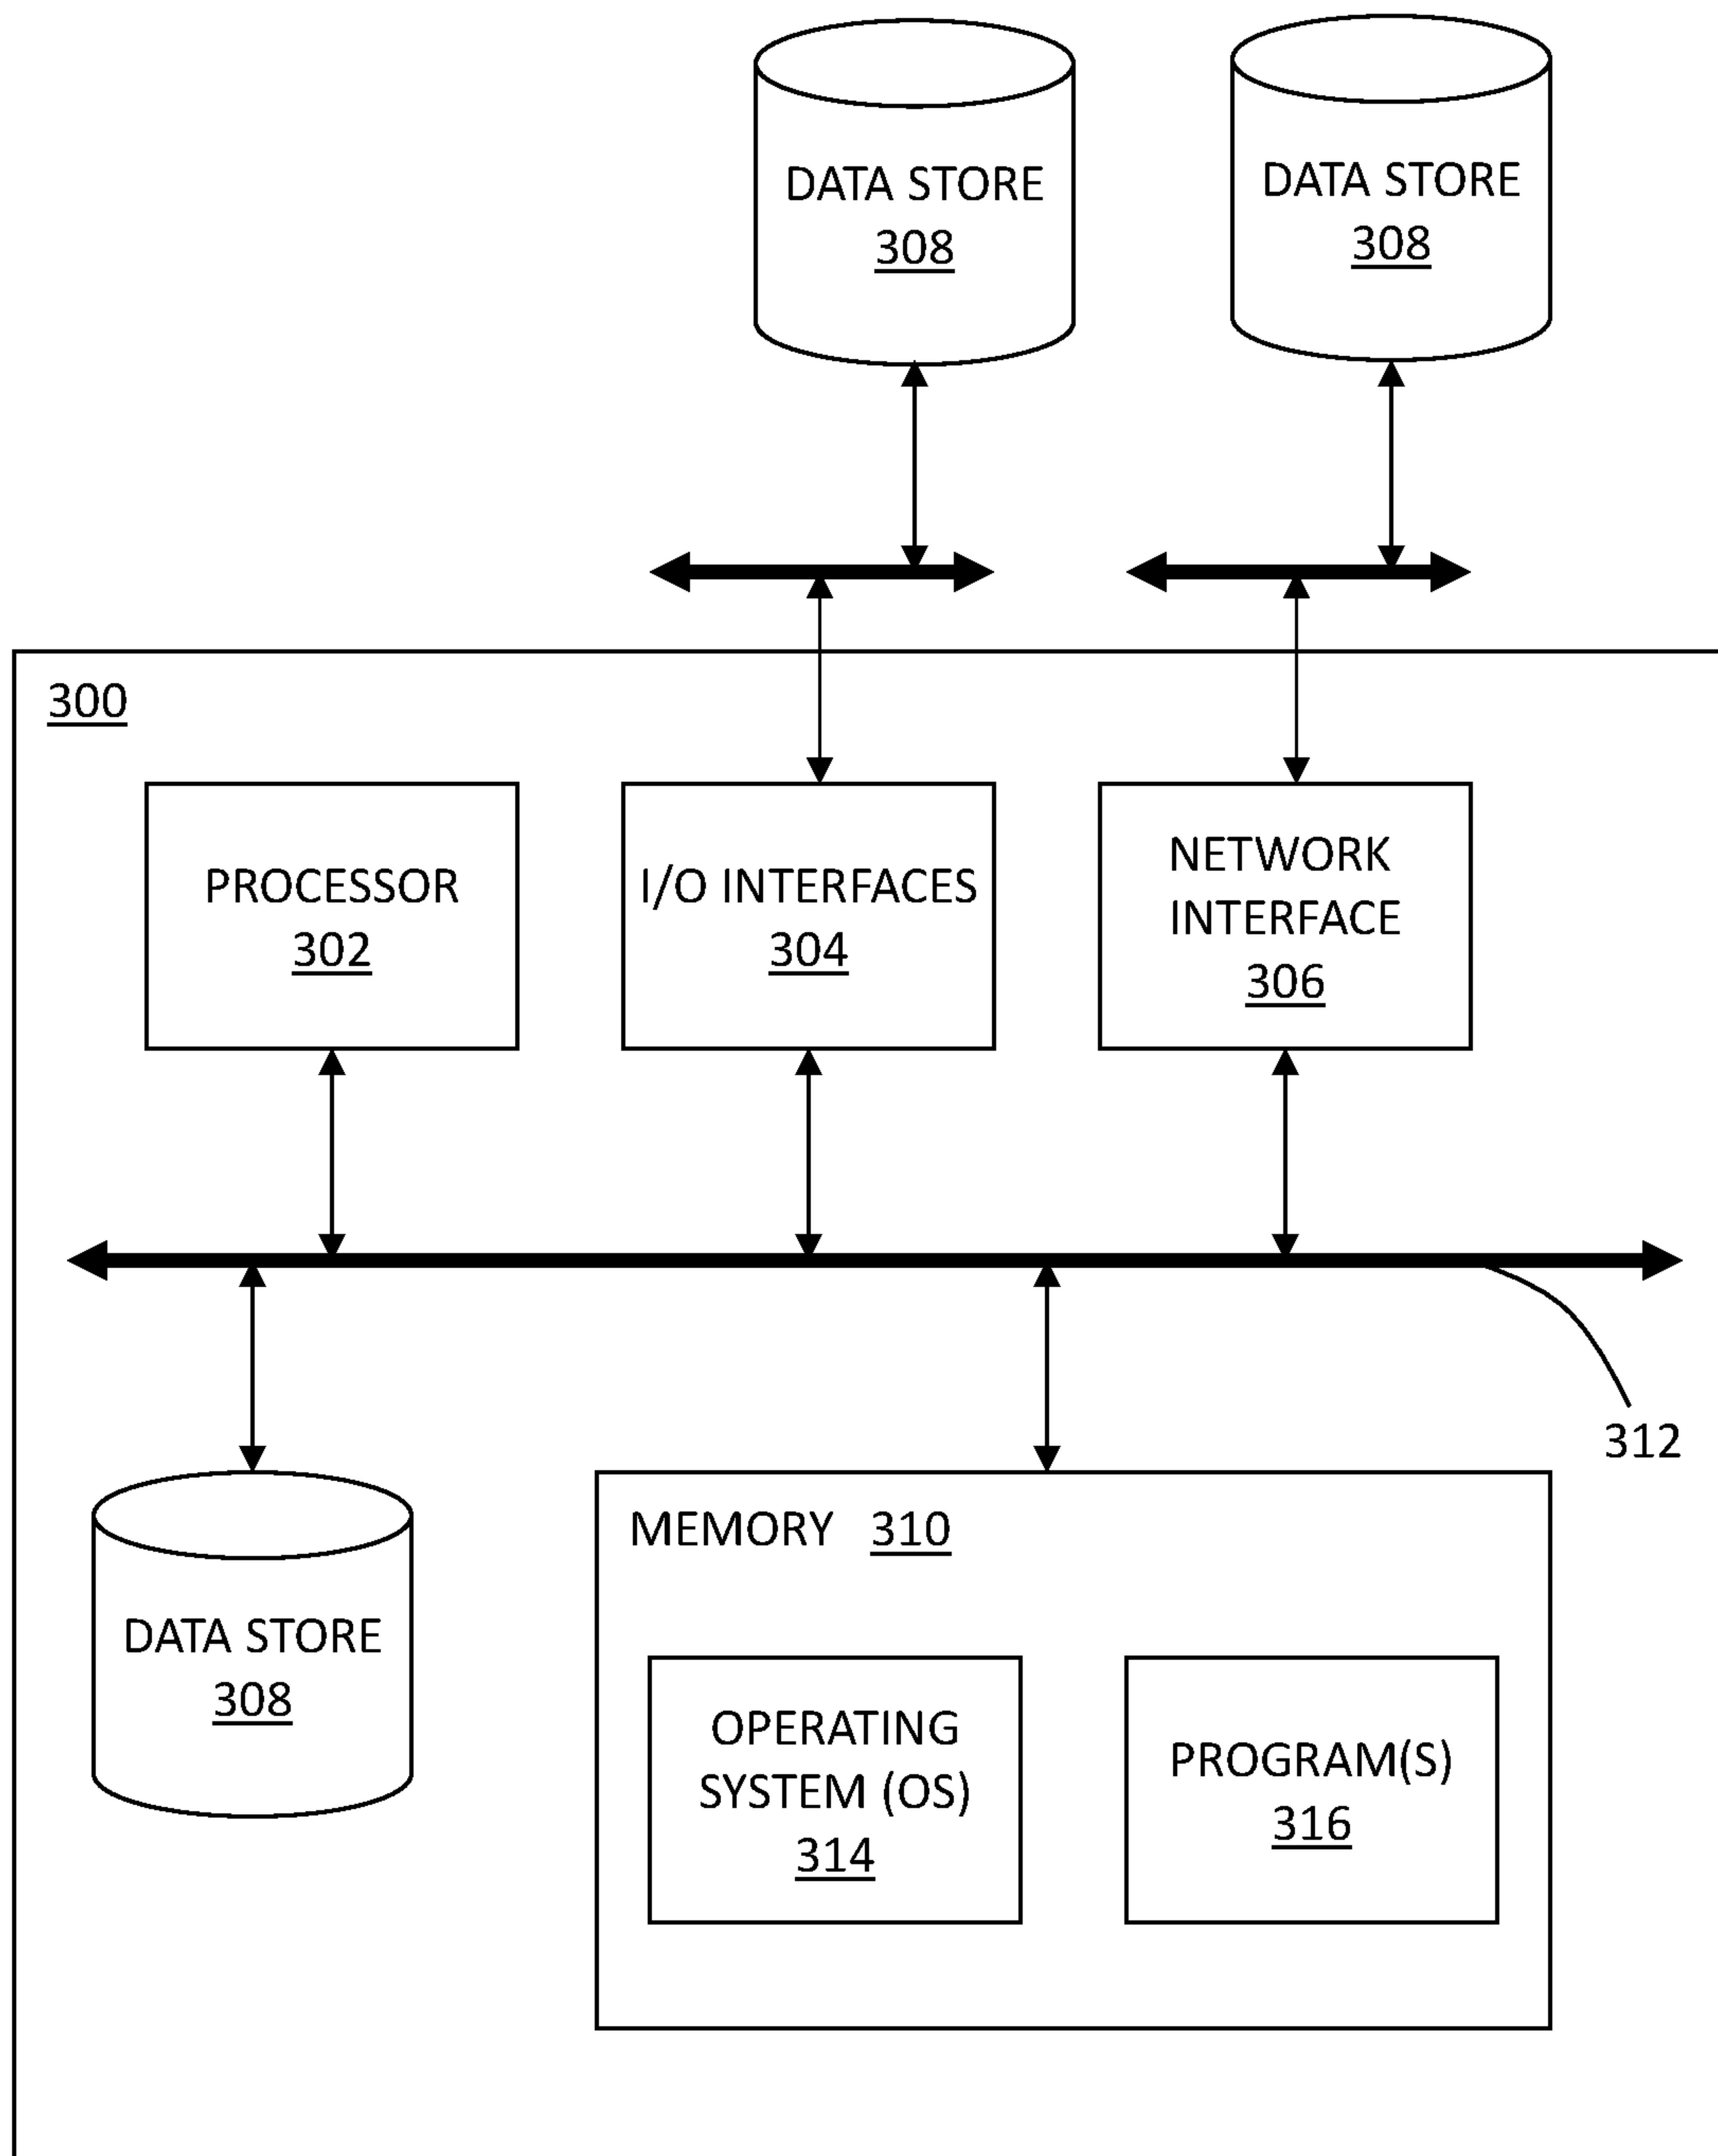 DATA STORE
308
DATA STORE
308
300
PROCESSOR
302
I/O INTERFACES
304
NETWORK
INTERFACE
306
312
DATA STORE
308
MEMORY 310
OPERATING
SYSTEM (OS)
314
PROGRAM(S)
316